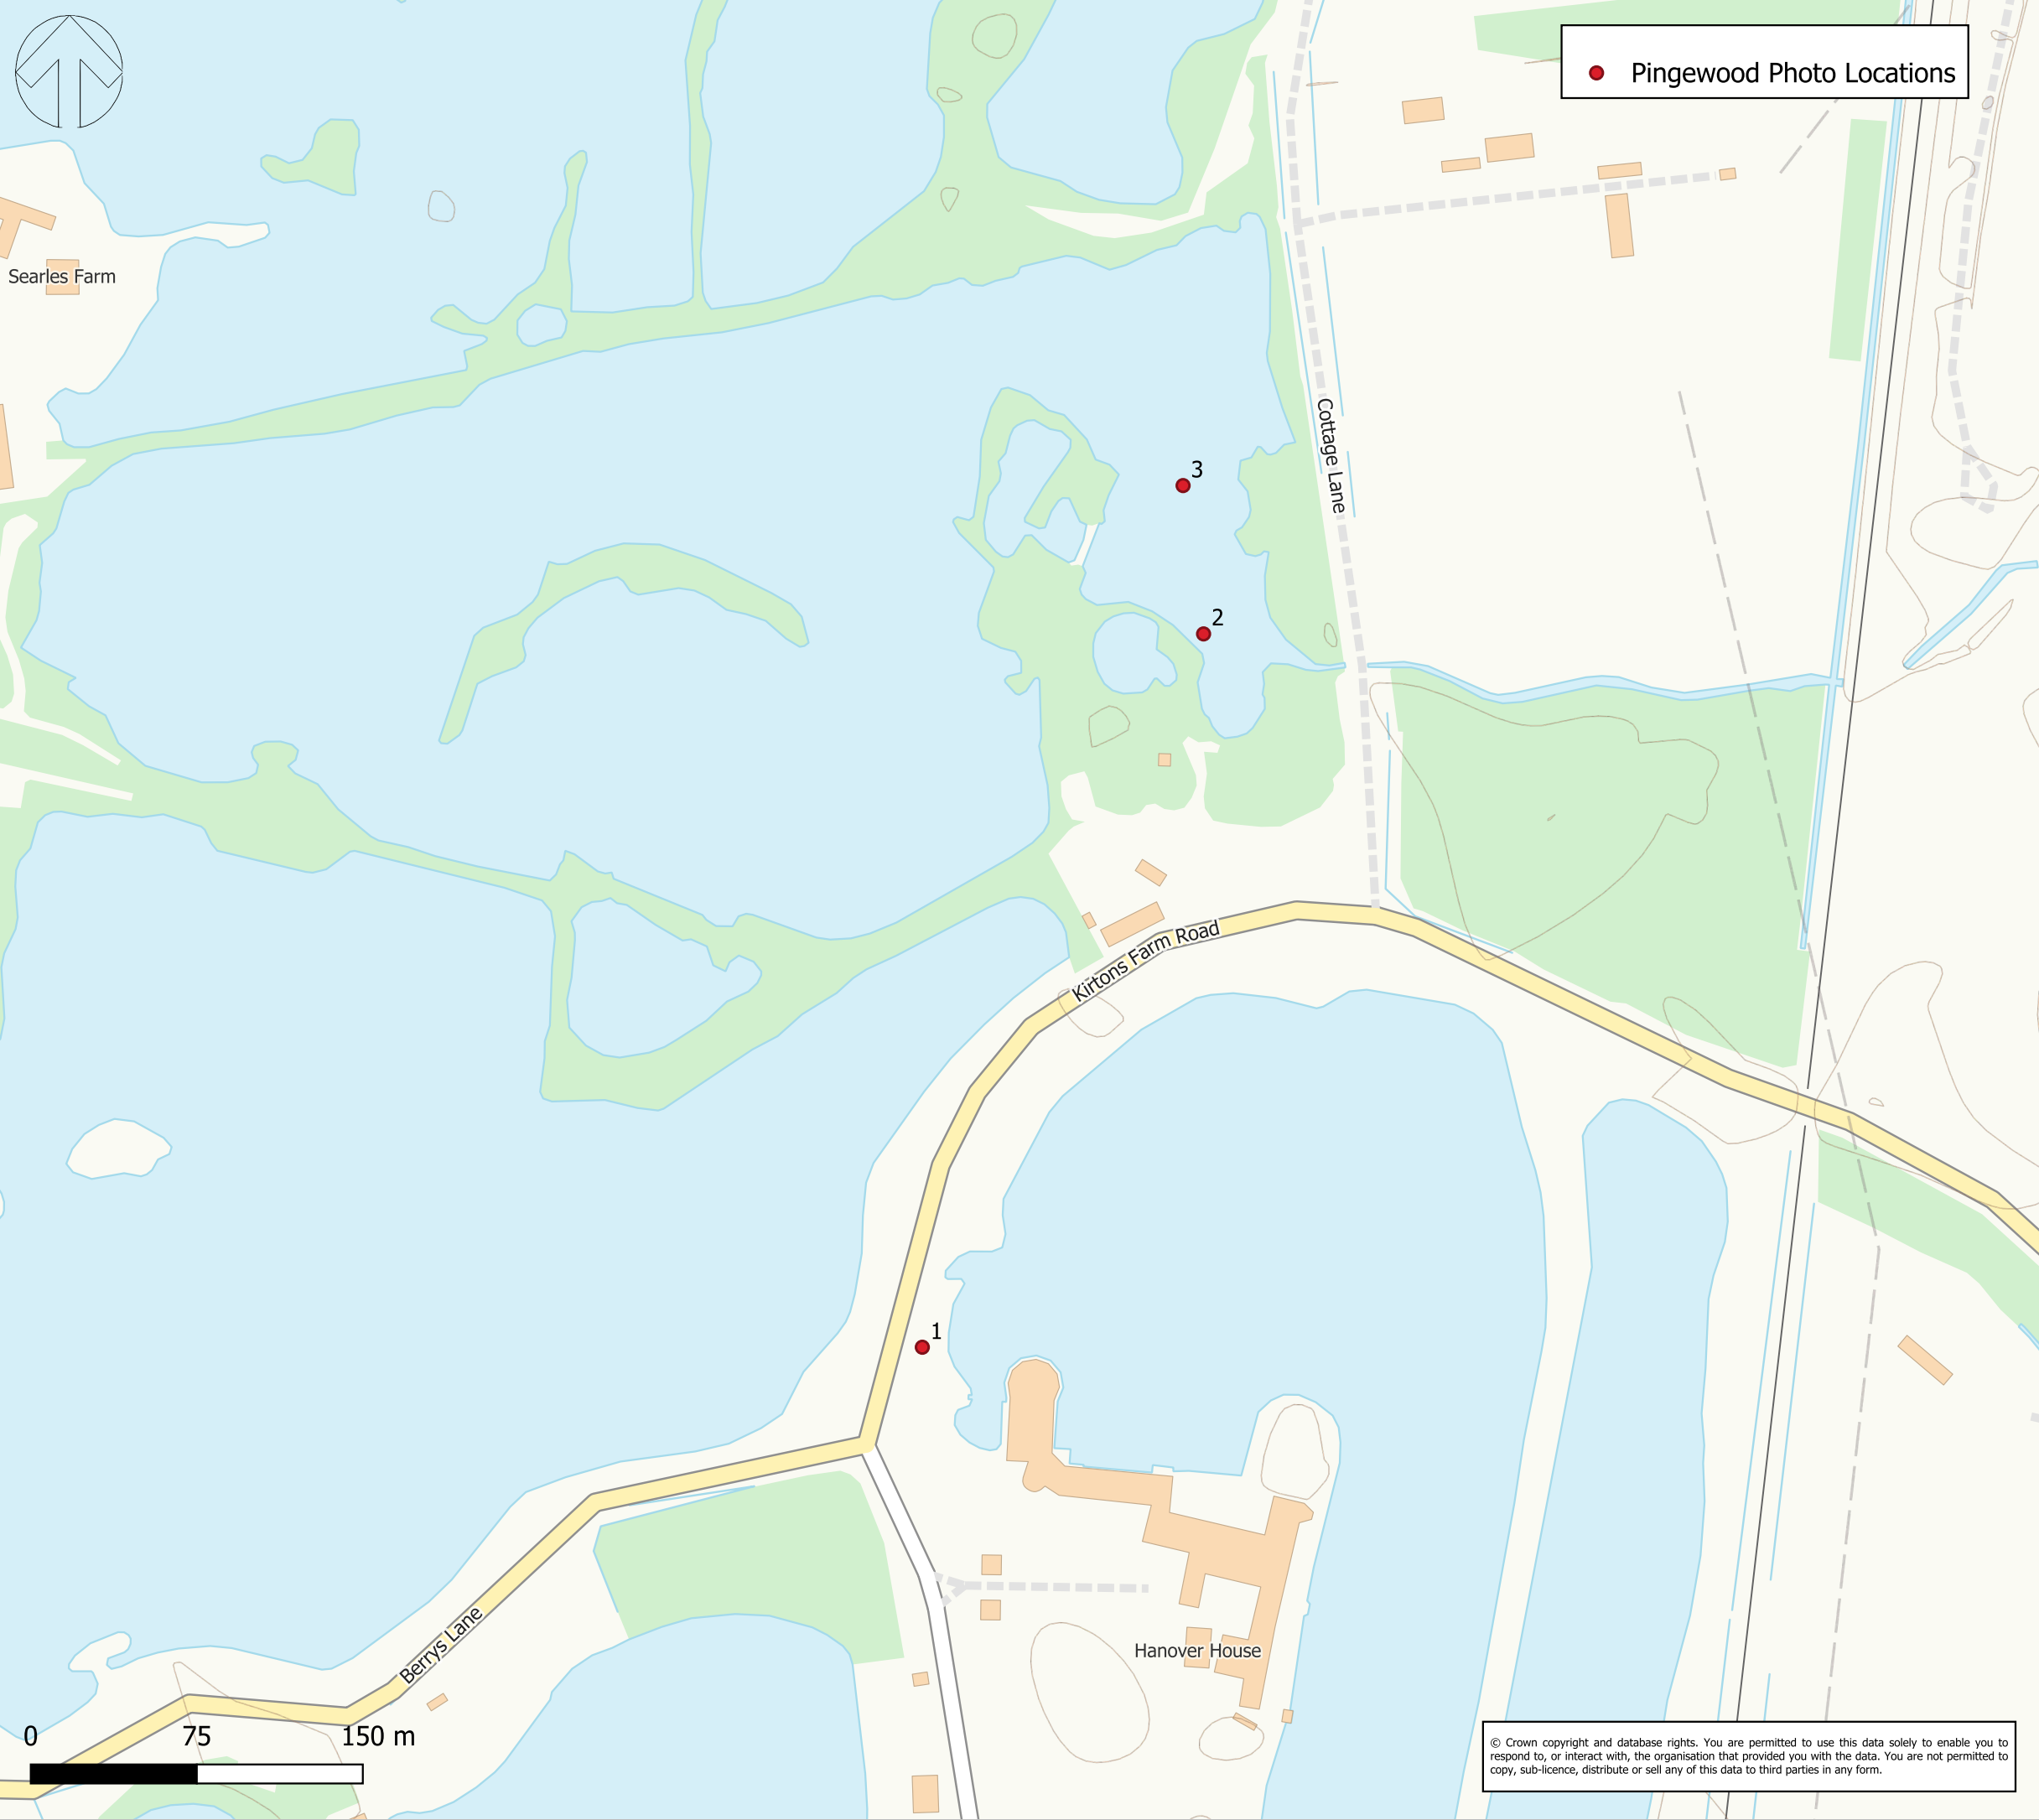 Pingewood Photo Locations
Searles Farm
Cottage Lane
3
2
Kirtons Farm Road
1
Hanover House
Berrys Lane
0 75 150 m
© Crown copyright and database rights. You are permitted to use this data solely to enable you to
respond to, or interact with, the organisation that provided you with the data. You are not permitted to
copy, sub-licence, distribute or sell any of this data to third parties in any form.